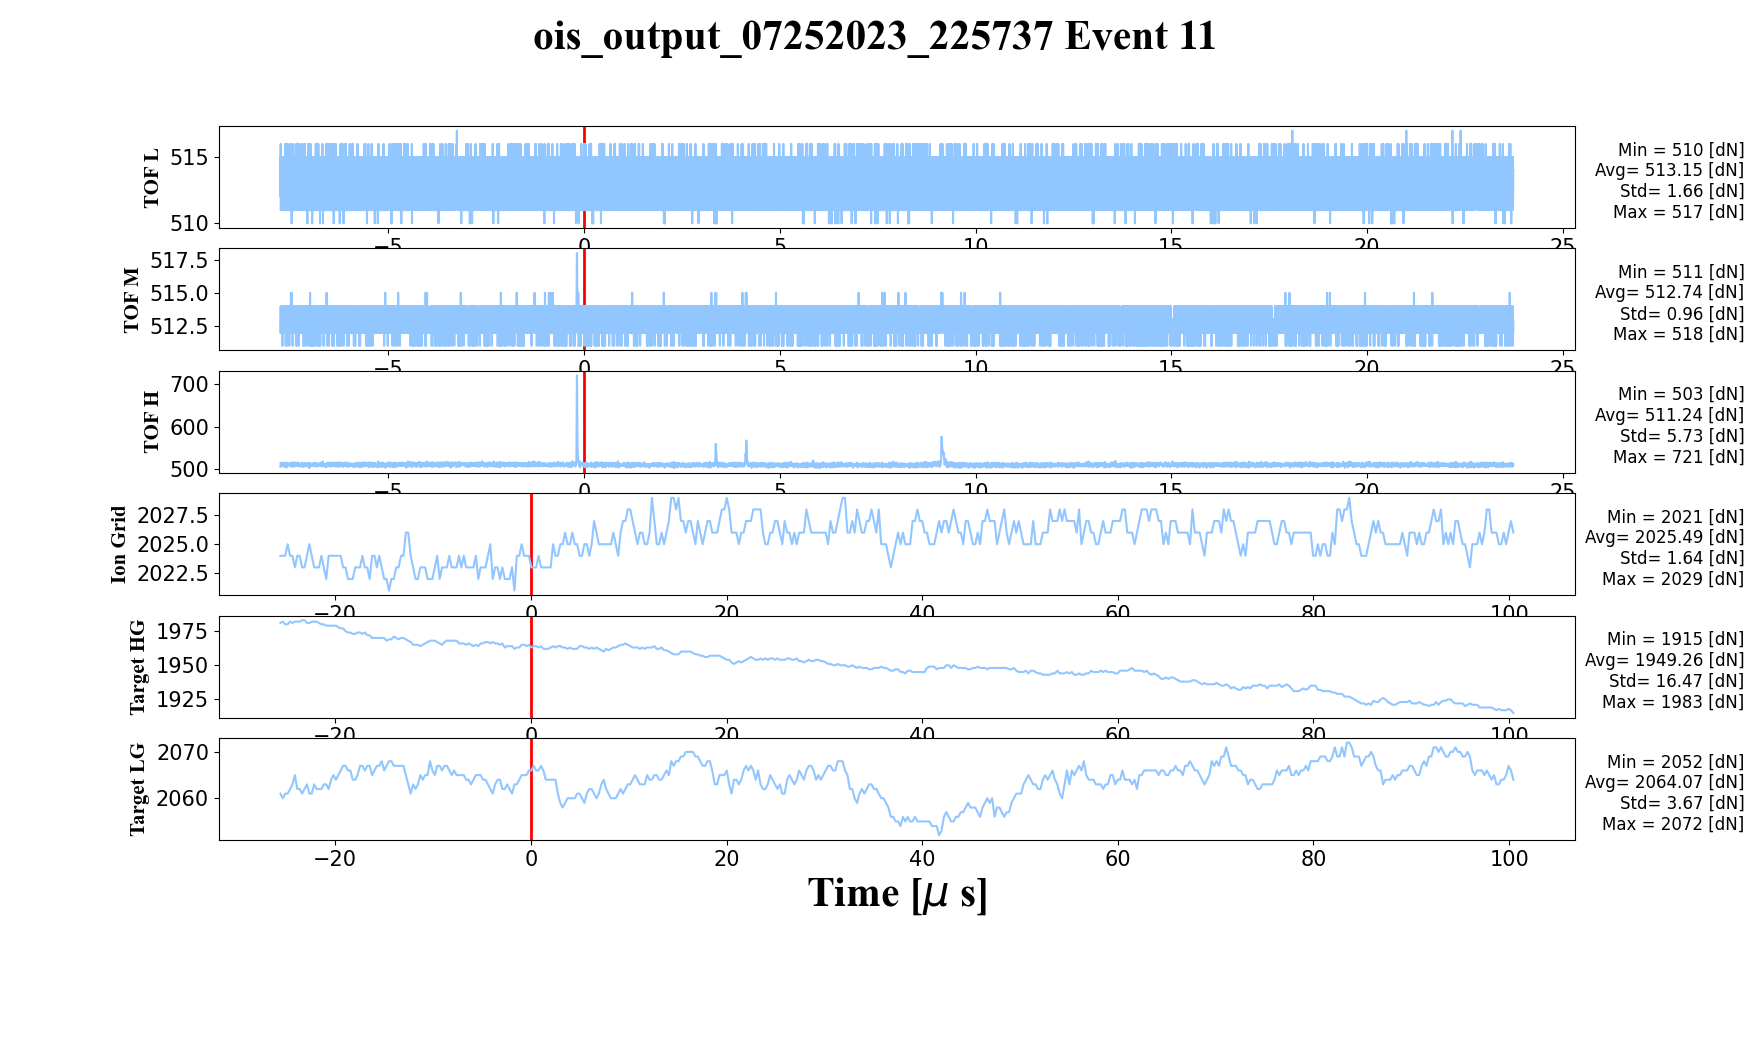 ois_output_07252023_225737 Event 11
TOF L
515
510
−5
0
5
10
15
20
25
Min = 510 [dN]
Avg= 513.15 [dN]
Std= 1.66 [dN]
Max = 517 [dN]
TOF M
517.5
515.0
512.5
−5
0
5
10
15
20
25
Min = 511 [dN]
Avg= 512.74 [dN]
Std= 0.96 [dN]
Max = 518 [dN]
TOF H
700
600
500
−5
0
5
10
15
20
25
Min = 503 [dN]
Avg= 511.24 [dN]
Std= 5.73 [dN]
Max = 721 [dN]
Ion Grid
2027.5
2025.0
2022.5
−20
0
20
40
60
80
100
Min = 2021 [dN]
Avg= 2025.49 [dN]
Std= 1.64 [dN]
Max = 2029 [dN]
Target HG
1975
1950
1925
−20
0
20
40
60
80
100
Min = 1915 [dN]
Avg= 1949.26 [dN]
Std= 16.47 [dN]
Max = 1983 [dN]
Target LG
2070
2060
−20
0
20
40
60
80
100
Min = 2052 [dN]
Avg= 2064.07 [dN]
Std= 3.67 [dN]
Max = 2072 [dN]
Time [μ s]